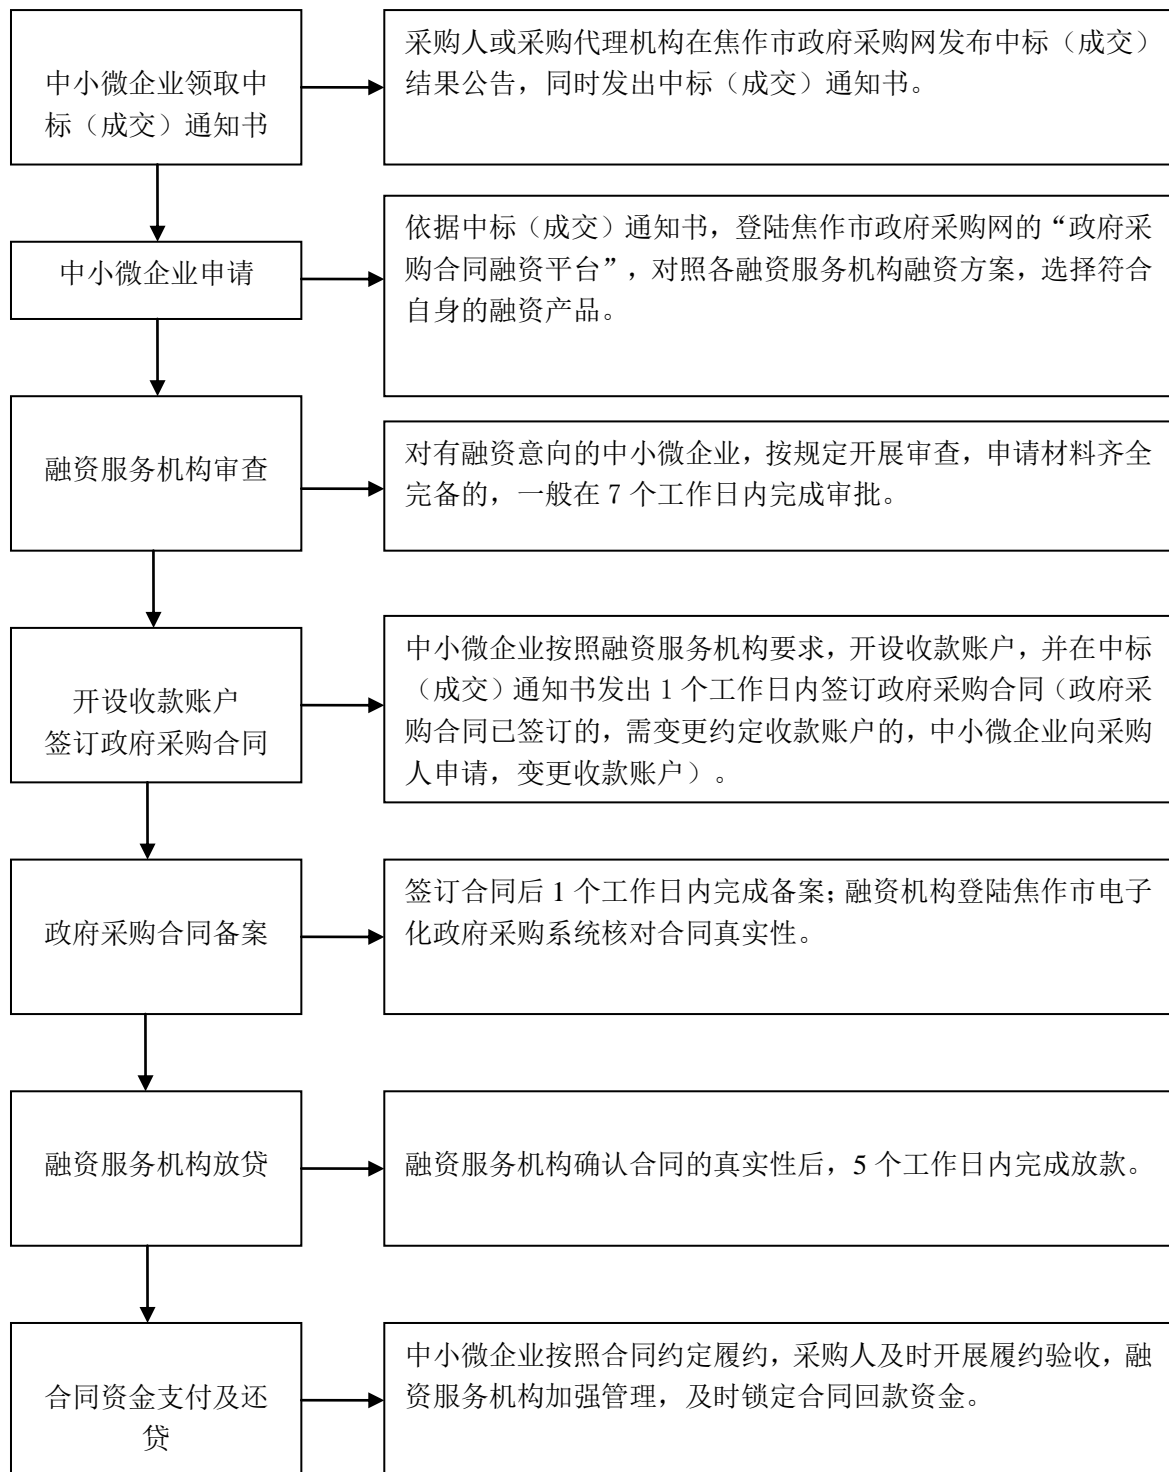 中小微企业领取中
标（成交）通知书
采购人或采购代理机构在焦作市政府采购网发布中标（成交）
结果公告，同时发出中标（成交）通知书。
中小微企业申请
依据中标（成交）通知书，登陆焦作市政府采购网的“政府采
购合同融资平台”，对照各融资服务机构融资方案，选择符合
自身的融资产品。
融资服务机构审查
对有融资意向的中小微企业，按规定开展审查，申请材料齐全
完备的，一般在 7 个工作日内完成审批。
开设收款账户
签订政府采购合同
中小微企业按照融资服务机构要求，开设收款账户，并在中标
（成交）通知书发出 1 个工作日内签订政府采购合同（政府采
购合同已签订的，需变更约定收款账户的，中小微企业向采购
人申请，变更收款账户）。
政府采购合同备案
签订合同后 1 个工作日内完成备案；融资机构登陆焦作市电子
化政府采购系统核对合同真实性。
融资服务机构放贷
融资服务机构确认合同的真实性后，5 个工作日内完成放款。
合同资金支付及还
贷
中小微企业按照合同约定履约，采购人及时开展履约验收，融
资服务机构加强管理，及时锁定合同回款资金。